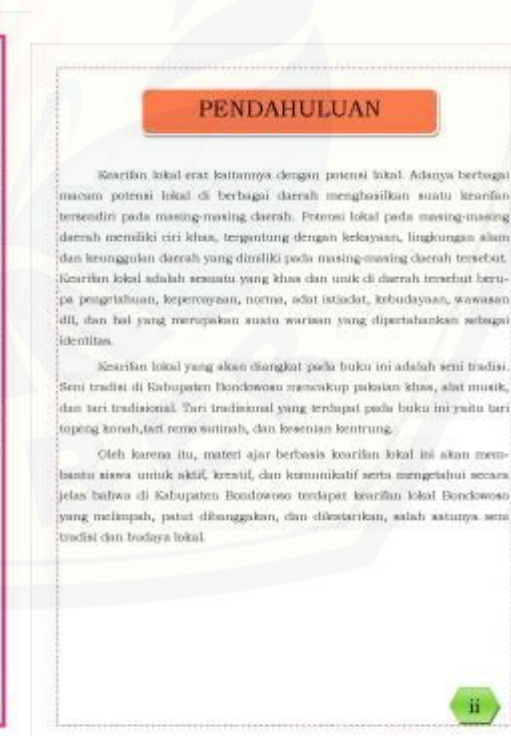 PENDAHULUAN
Kearifan lokal erat kaitannya dengan potensi lokal. Adanya berbagai
macam potensi lokal di berbagai daerah menghasilkan suatu kearifan
tersendiri pada masing-masing daerah. Potensi lokal pada masing-masing
daerah memiliki ciri khas, tergantung dengan kekayaan, lingkungan alam
dan keunggulan daerah yang dimiliki pada masing-masing daerah tersebut.
Kearifan lokal adalah sesuatu yang khas dan unik di daerah tersebut beru-
pa pengetahuan, kepercayaan, norma, adat istiadat, kebudayaan, wawasan
dll, dan hal yang merupakan suatu warisan yang dipertahankan sebagai
identitas.
Kearifan lokal yang akan diangkat pada buku ini adalah seni tradisi.
Seni tradisi di Kabupaten Bondowoso mencakup pakaian khas, alat musik,
dan tari tradisional. Tari tradisional yang terdapat pada buku ini yaitu tari
topeng konah,tari remo sutinah, dan kesenian kentrung.
Oleh karena itu, materi ajar berbasis kearifan lokal ini akan mem-
bantu siswa untuk aktif, kreatif, dan komunikatif serta mengetahui secara
jelas bahwa di Kabupaten Bondowoso terdapat kearifan lokal Bondowoso
yang melimpah, patut dibanggakan, dan dilestarikan, salah satunya seni
tradisi dan budaya lokal.
ii